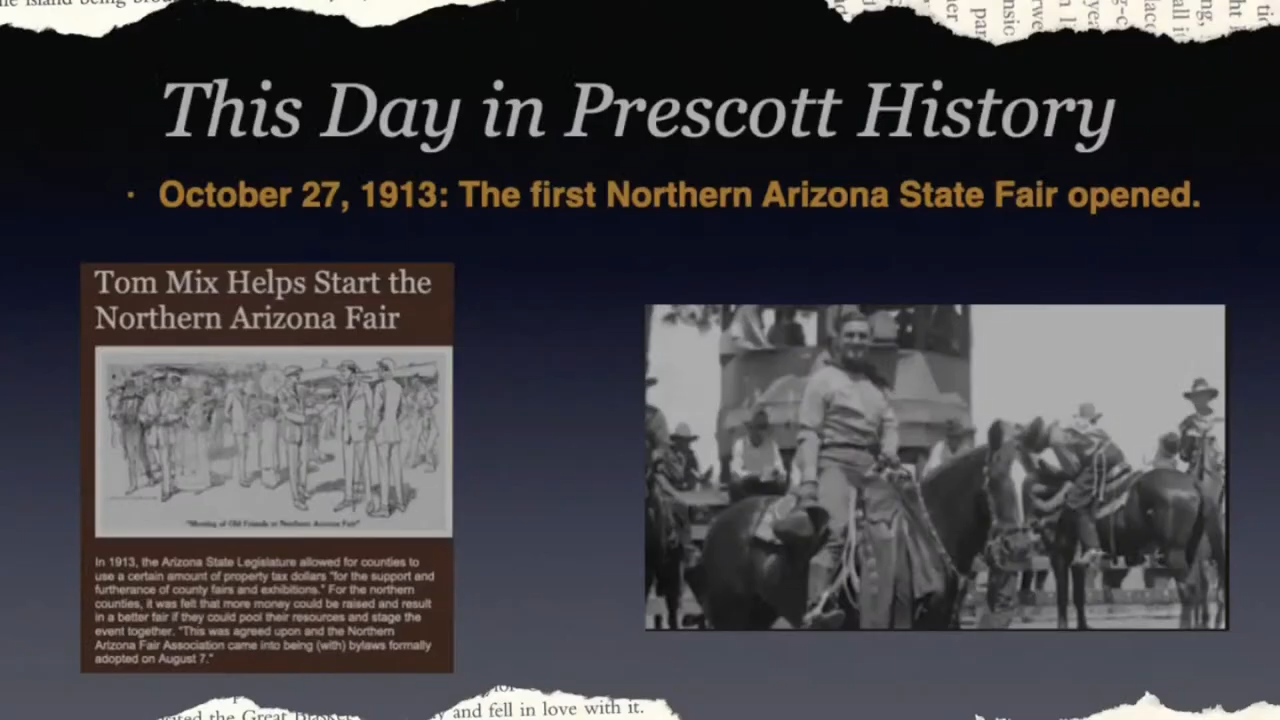 The island being
This Day in Prescott History
· October 27, 1913: The first Northern Arizona State Fair opened.
Tom Mix Helps Start the
Northern Arizona Fair
"Meeting of Old Friends at Northern Arizona Fair"
In 1913, the Arizona State Legislature allowed for counties to
use a certain amount of property tax dollars "for the support and
furtherance of county fairs and exhibitions." For the northern
counties, it was felt that more money could be raised and result
in a better fair if they could pool their resources and stage the
event together. "This was agreed upon and the Northern
Arizona Fair Association came into being (with) bylaws formally
adopted on August 7."
the Great
and fell in love with it.